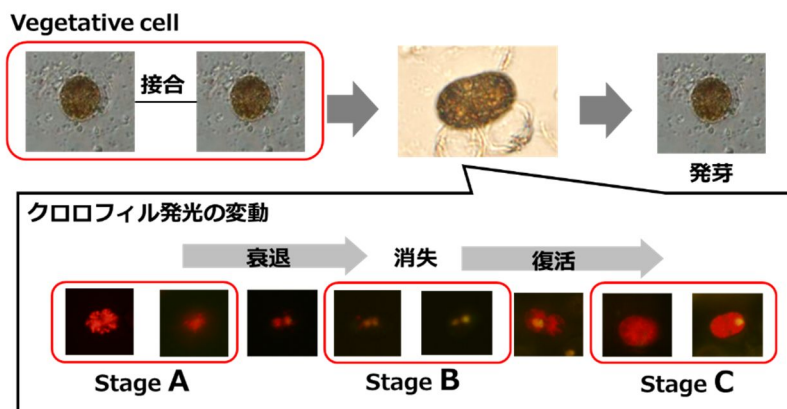 Vegetative cell
接合
発芽
クロロフィル発光の変動
衰退
消失
復活
Stage A
Stage B
Stage C